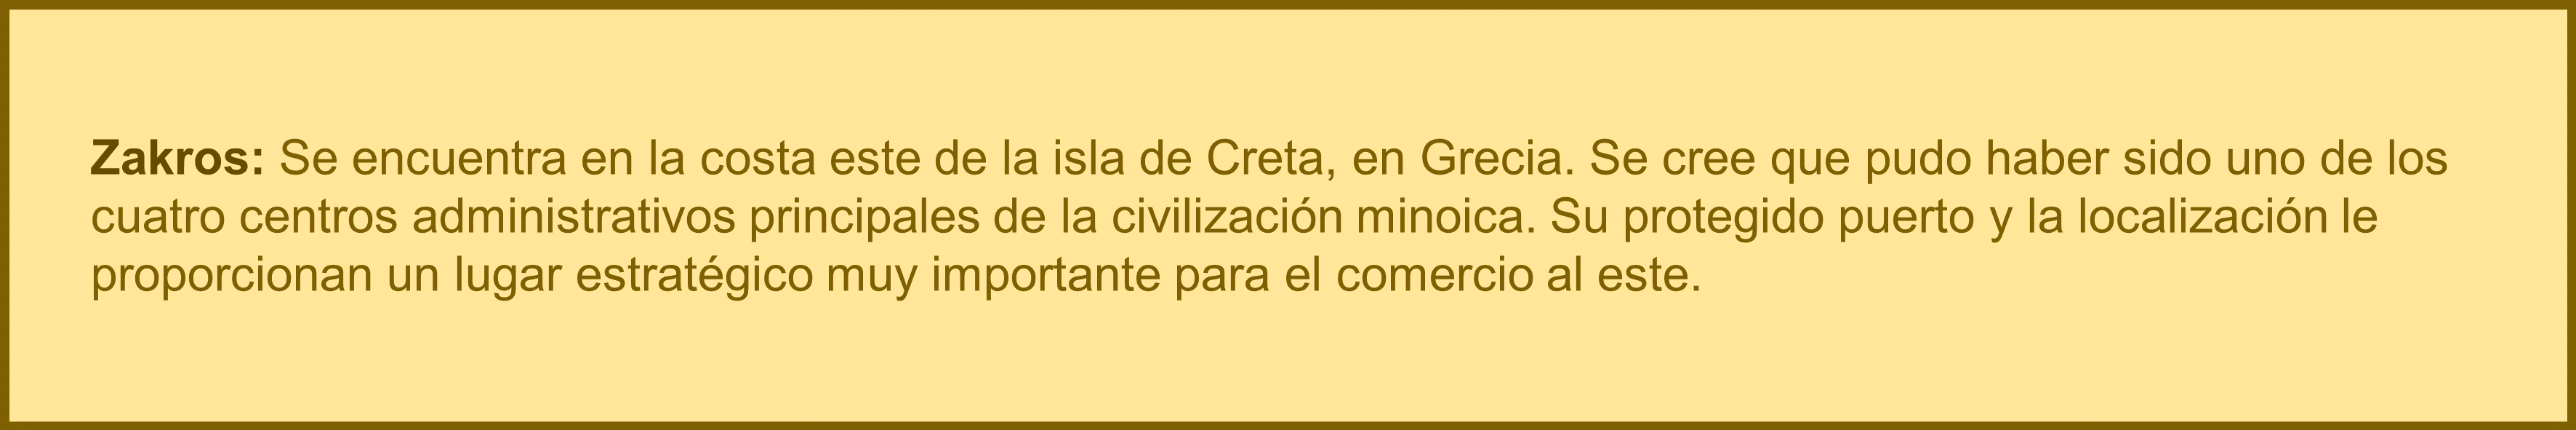 Zakros: Se encuentra en la costa este de la isla de Creta, en Grecia. Se cree que pudo haber sido uno de los
cuatro centros administrativos principales de la civilización minoica. Su protegido puerto y la localización le
proporcionan un lugar estratégico muy importante para el comercio al este.